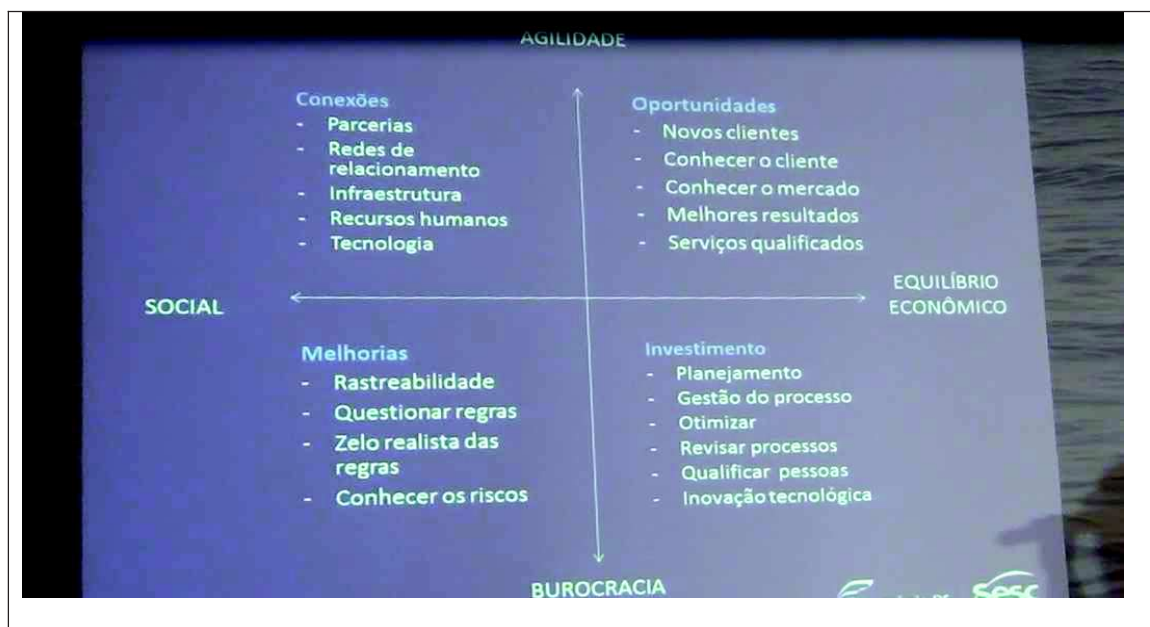 AGILIDADE
Conexões
- Parcerias
- Redes de
relacionamento
- Infraestrutura
- Recursos humanos
- Tecnologia
Oportunidades
- Novos clientes
- Conhecer o cliente
- Conhecer o mercado
- Melhores resultados
- Serviços qualificados
SOCIAL
EQUILÍBRIO
ECONÔMICO
Melhorias
- Rastreabilidade
- Questionar regras
- Zelo realista das
regras
- Conhecer os riscos
Investimento
- Planejamento
- Gestão do processo
- Otimizar
- Revisar processos
- Qualificar pessoas
- Inovação tecnológica
BUROCRACIA
Sesc